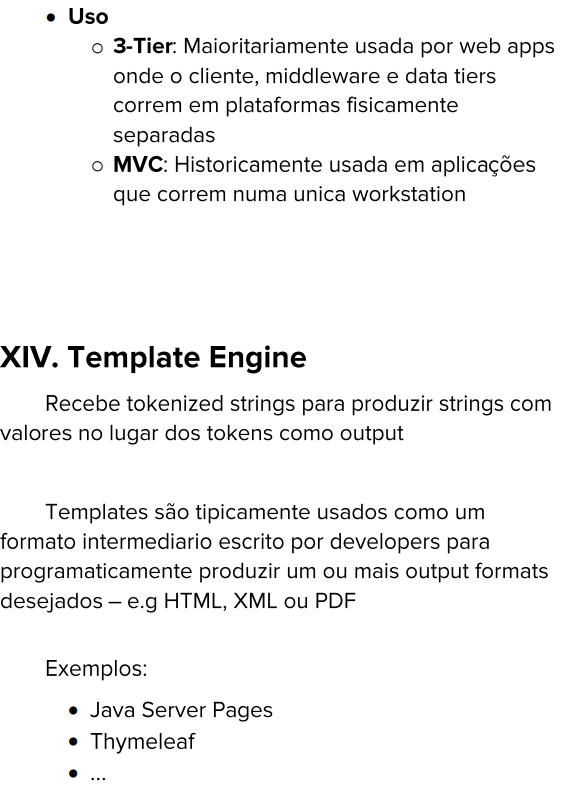 • Uso
○ 3-Tier: Maioritariamente usada por web apps
onde o cliente, middleware e data tiers
correm em plataformas fisicamente
separadas
○ MVC: Historicamente usada em aplicações
que correm numa unica workstation
XIV. Template Engine
Recebe tokenized strings para produzir strings com
valores no lugar dos tokens como output
Templates são tipicamente usados como um
formato intermediario escrito por developers para
programaticamente produzir um ou mais output formats
desejados – e.g HTML, XML ou PDF
Exemplos:
• Java Server Pages
• Thymeleaf
• ...